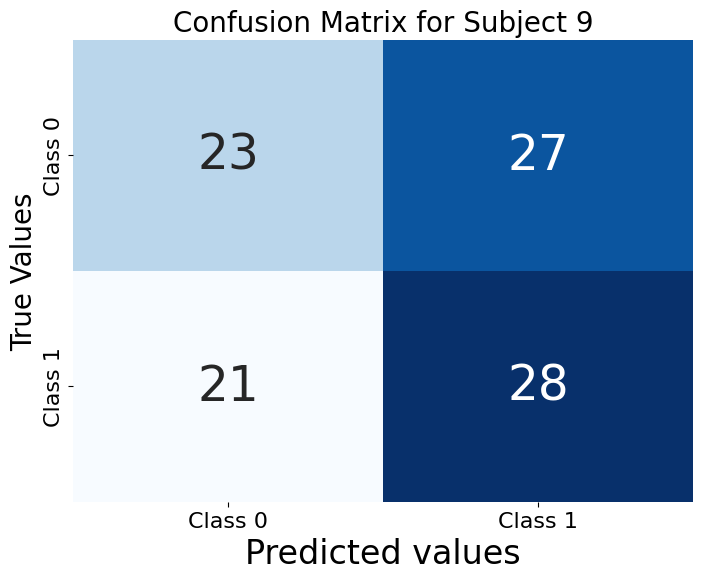 Confusion Matrix for Subject 9
True Values
Class 0
23
27
Class 1
21
28
Class 0
Class 1
Predicted values